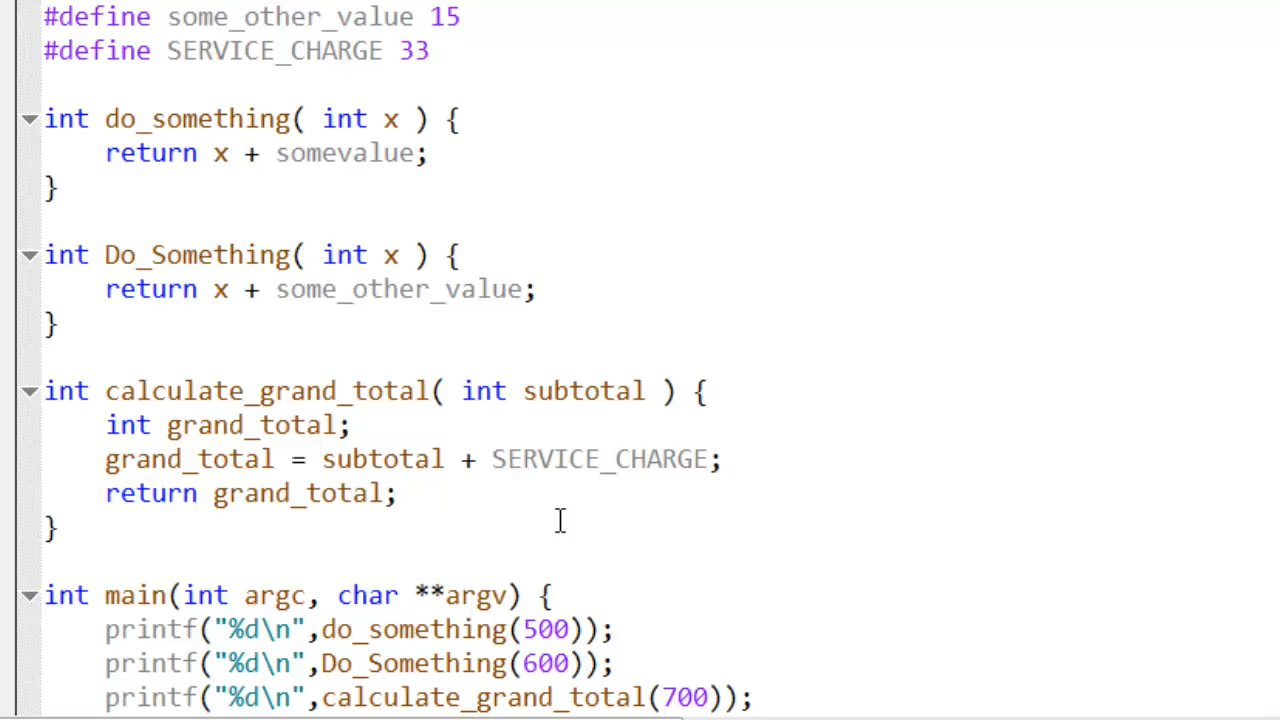 #define some_other_value 15
#define SERVICE_CHARGE 33

int do_something( int x ) {
    return x + somevalue;
}

int Do_Something( int x ) {
    return x + some_other_value;
}

int calculate_grand_total( int subtotal ) {
    int grand_total;
    grand_total = subtotal + SERVICE_CHARGE;
    return grand_total;
}

int main(int argc, char **argv) {
    printf("%d\n",do_something(500));
    printf("%d\n",Do_Something(600));
    printf("%d\n",calculate_grand_total(700));